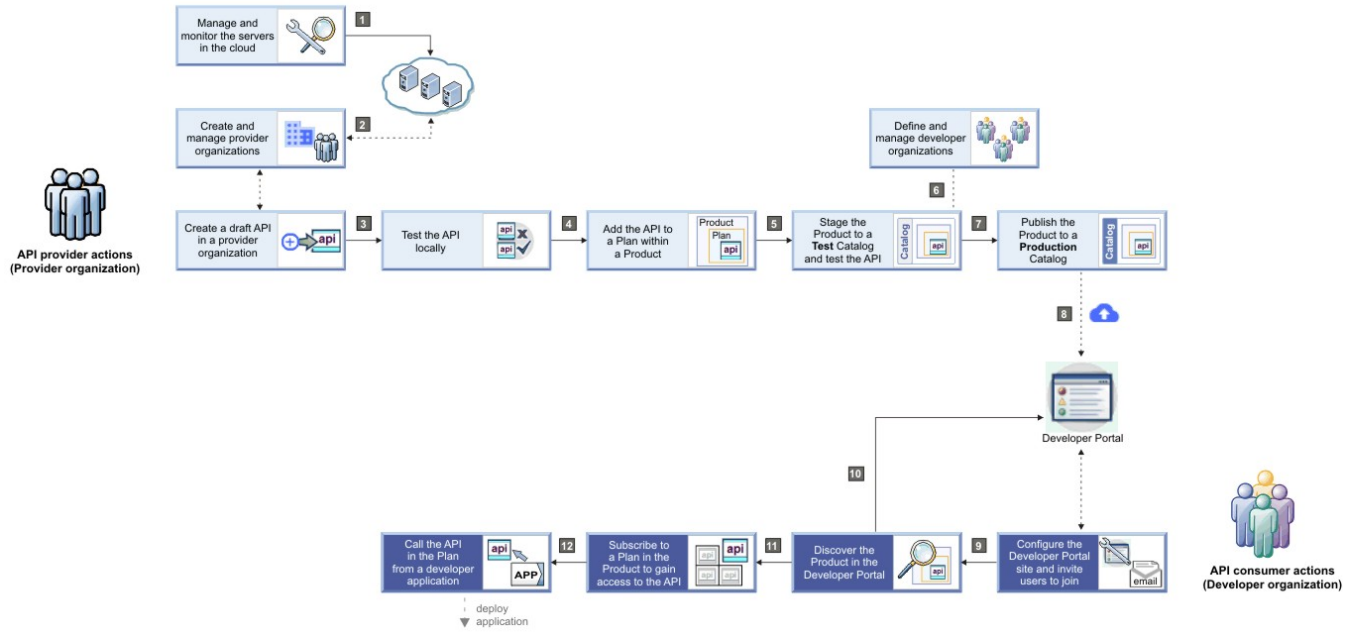 1
Manage and
monitor the servers
in the cloud
2
Create and
manage provider
organizations
Define and
manage developer
organizations
6
API provider actions
(Provider organization)
Create a draft API
in a provider
organization
api
3
Test the API
locally
api
api
4
Add the API to
a Plan within
a Product
Product
Plan
api
5
Stage the
Product to a
Test Catalog
and test the API
Catalog
api
7
Publish the
Product to a
Production
Catalog
Catalog
api
8
Developer Portal
10
API consumer actions
(Developer organization)
Call the API
in the Plan
from a developer
application
api
APP
12
Subscribe to
a Plan in the
Product to gain
access to the API
api
api
api
api
11
Discover the
Product in the
Developer Portal
api
9
Configure the
Developer Portal
site and invite
users to join
email
deploy
application